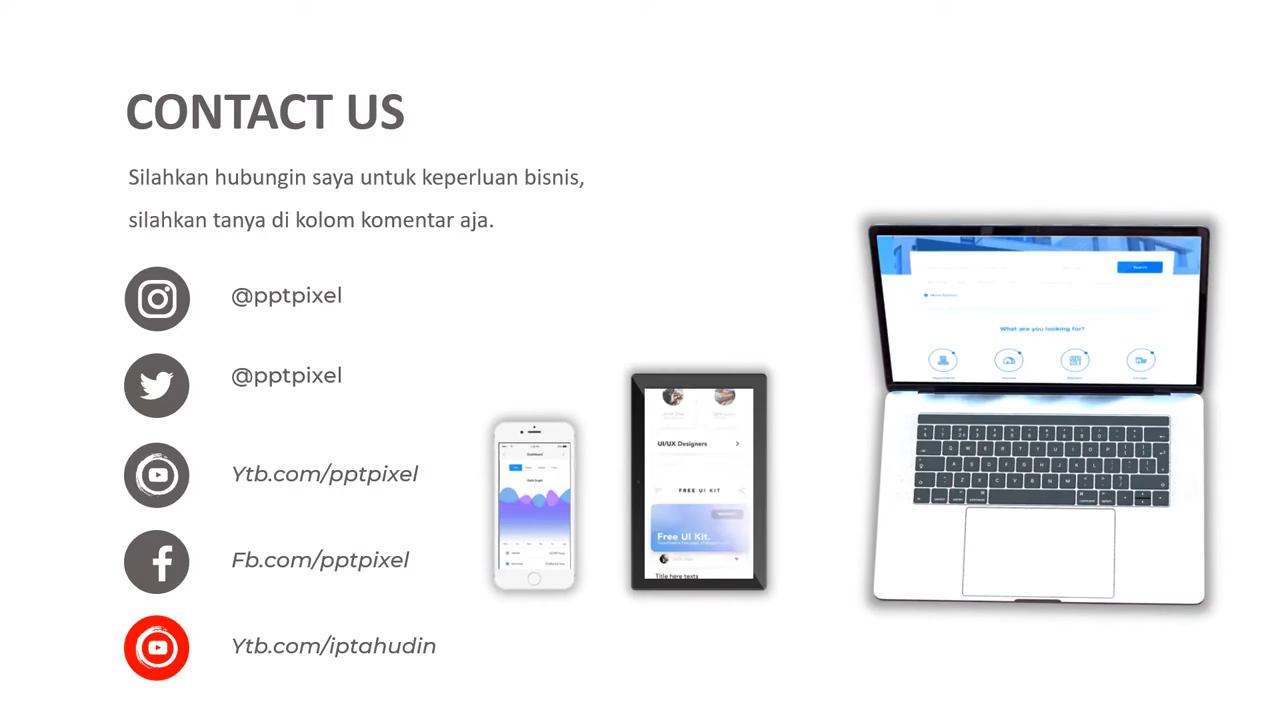 CONTACT US
Silahkan hubungin saya untuk keperluan bisnis,
silahkan tanya di kolom komentar aja.
@pptpixel
@pptpixel
Ytb.com/pptpixel
Fb.com/pptpixel
Ytb.com/iptahudin
Dashboard
UI/UX Designers
FREE UI KIT
Free UI Kit.
Title here texts
What are you looking for?